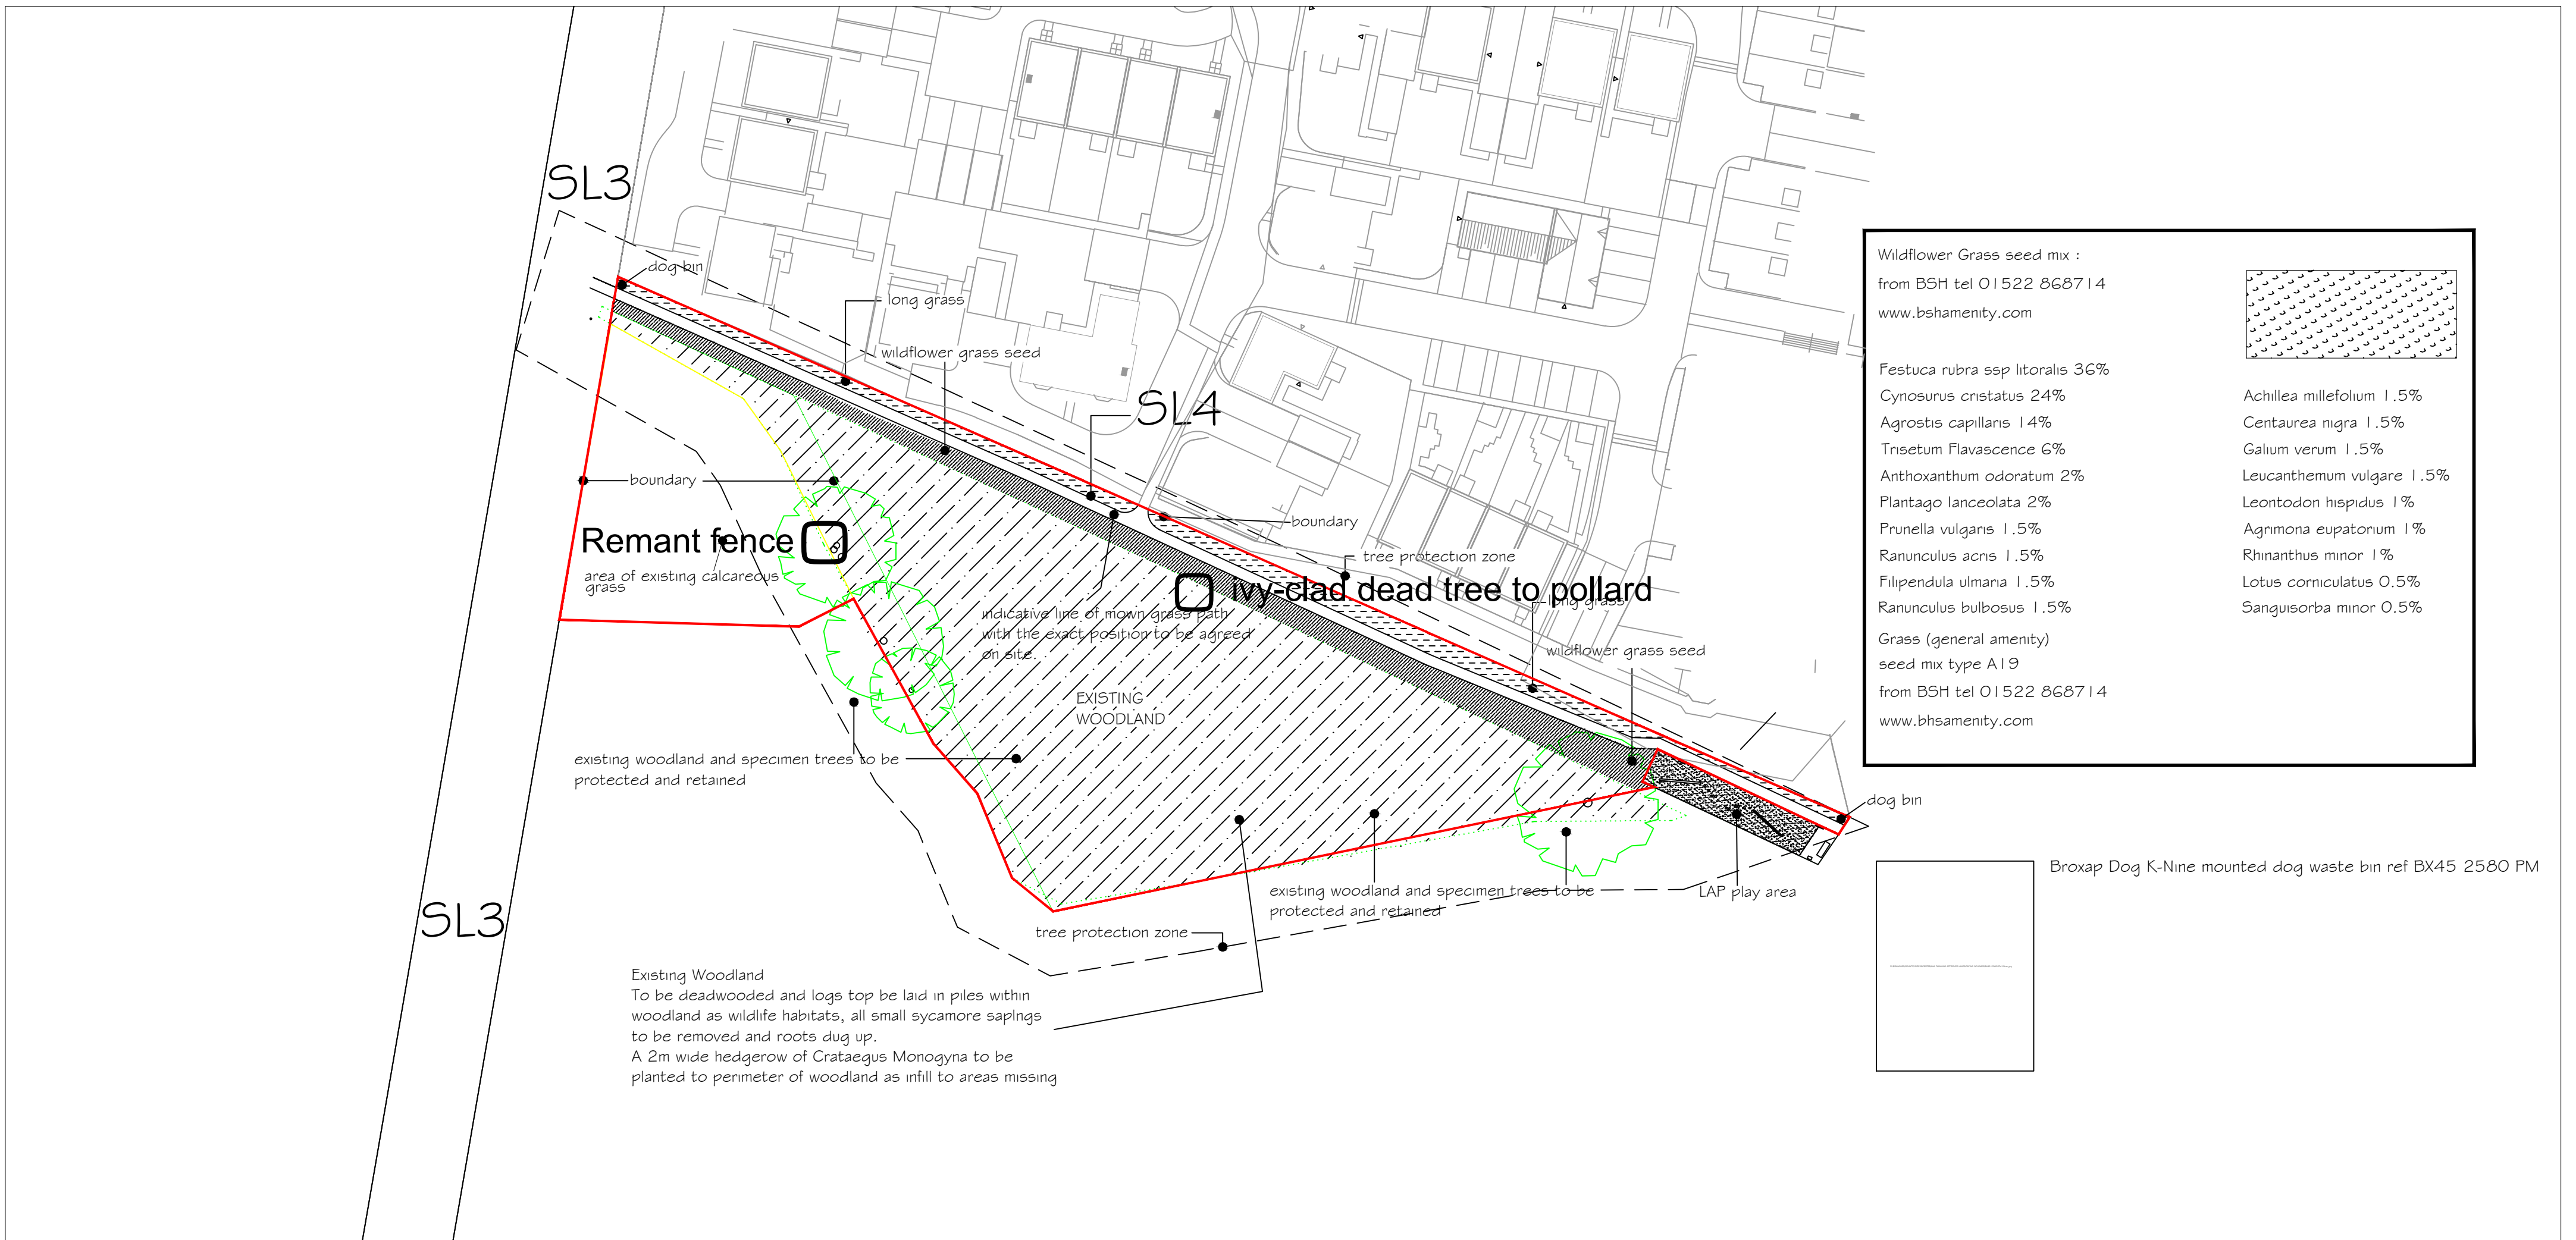 SL3
dog bin
long grass
wildflower grass seed
SL4
boundary
boundary
Remant fence
area of existing calcareous
grass
tree protection zone
ivy-clad dead tree to pollard
long grass
indicative line of mown grass path
with the exact position to be agreed
on site.
wildflower grass seed
EXISTING
WOODLAND
existing woodland and specimen trees to be
protected and retained
dog bin
existing woodland and specimen trees to be
protected and retained
LAP play area
SL3
tree protection zone
Existing Woodland
To be deadwooded and logs top be laid in piles within
woodland as wildlife habitats, all small sycamore saplngs
to be removed and roots dug up.
A 2m wide hedgerow of Crataegus Monogyna to be
planted to perimeter of woodland as infill to areas missing
Wildflower Grass seed mix :
from BSH tel 01522 868714
www.bshamenity.com
Festuca rubra ssp litoralis 36%
Cynosurus cristatus 24%
Agrostis capillaris 14%
Trisetum Flavascence 6%
Anthoxanthum odoratum 2%
Plantago lanceolata 2%
Prunella vulgaris 1.5%
Ranunculus acris 1.5%
Filipendula ulmaria 1.5%
Ranunculus bulbosus 1.5%
Achillea millefolium 1.5%
Centaurea nigra 1.5%
Galium verum 1.5%
Leucanthemum vulgare 1.5%
Leontodon hispidus 1%
Agrimona eupatorium 1%
Rhinanthus minor 1%
Lotus corniculatus 0.5%
Sanguisorba minor 0.5%
Grass (general amenity)
seed mix type A19
from BSH tel 01522 868714
www.bhsamenity.com
Broxap Dog K-Nine mounted dog waste bin ref BX45 2580 PM